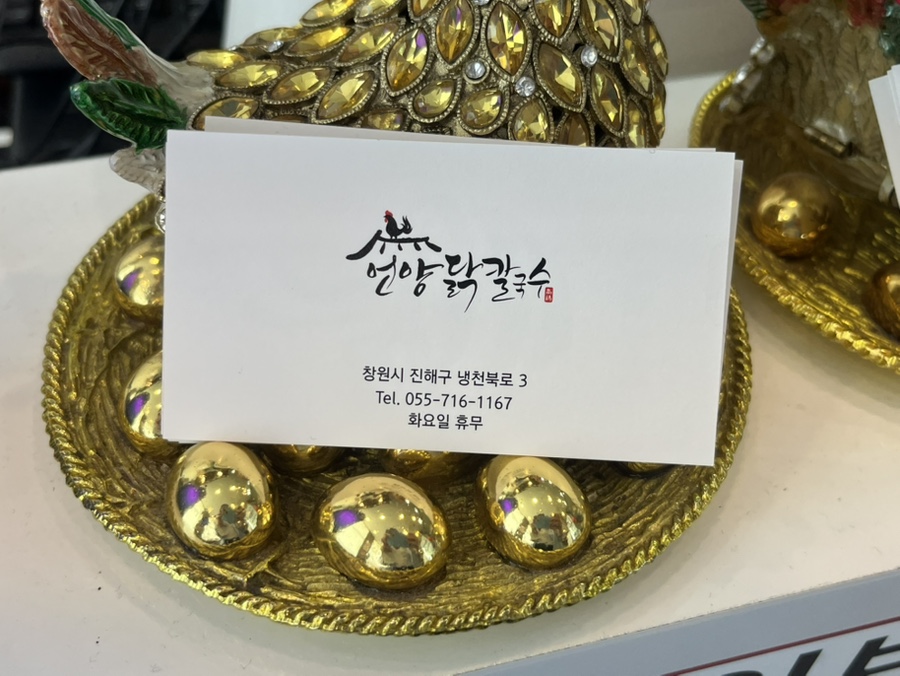 언양닭칼국수
창원시 진해구 냉천북로 3
Tel. 055-716-1167
화요일 휴무